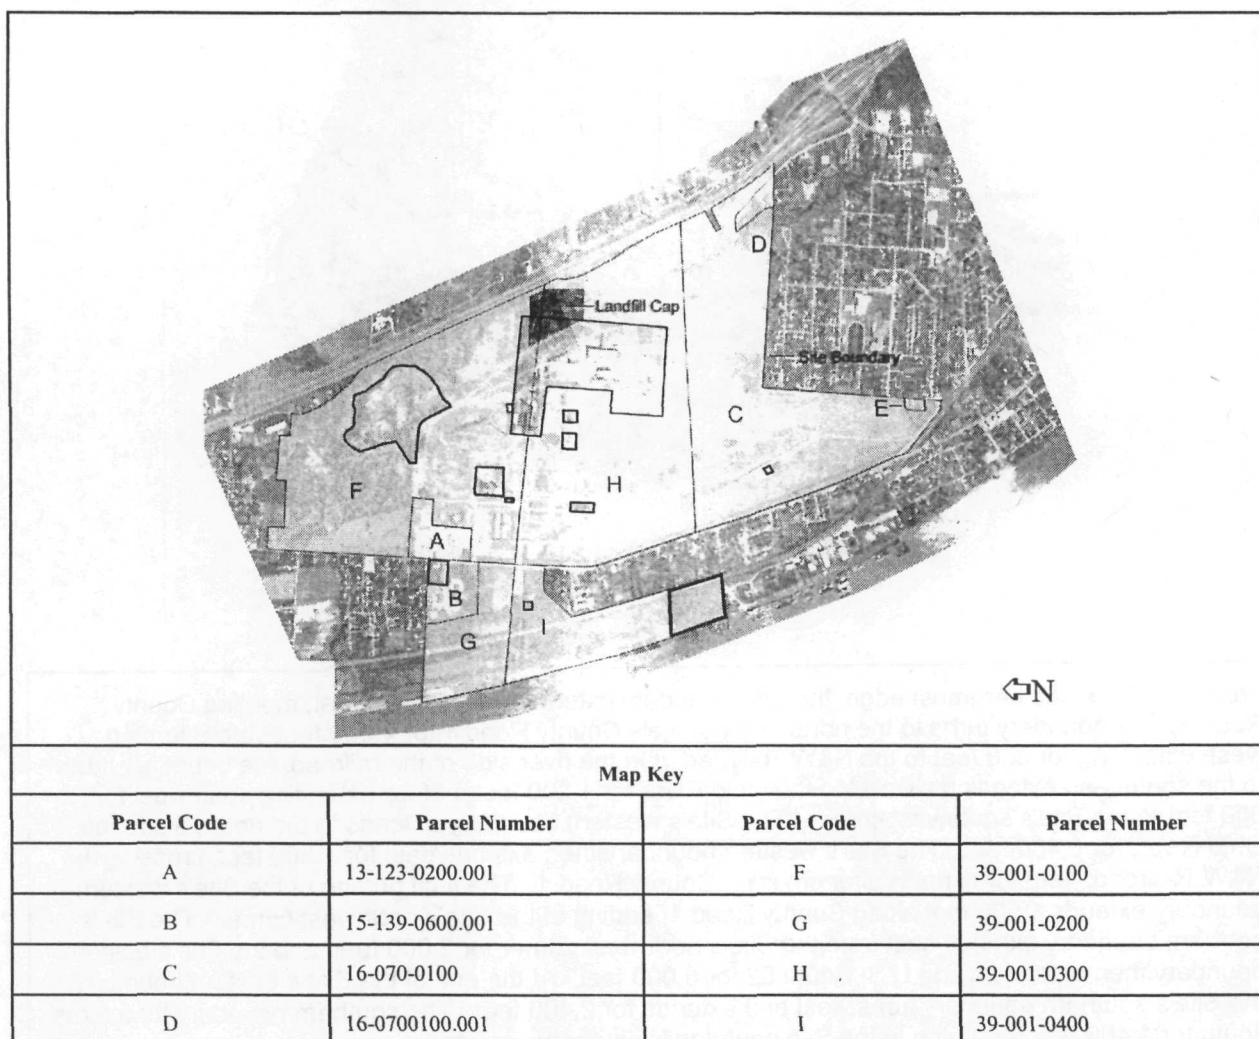 D
Landfill Cap
Site Boundary
C
E
F
H
A
B
G
I
N
Map Key
Parcel Code Parcel Number Parcel Code Parcel Number
A 13-123-0200.001 F 39-001-0100
B 15-139-0600.001 G 39-001-0200
C 16-070-0100 H 39-001-0300
D 16-0700100.001 I 39-001-0400